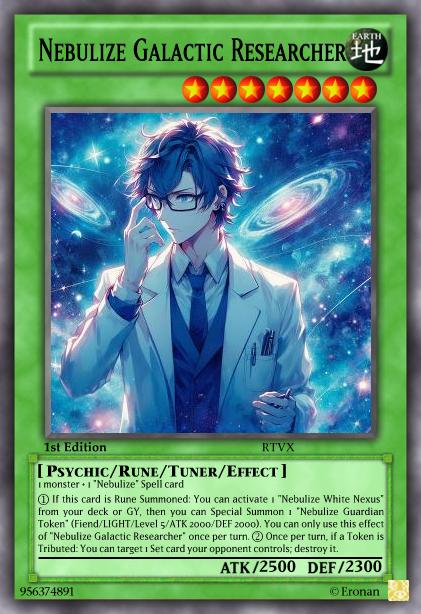 NEBULIZE GALACTIC RESEARCHER
EARTH
地
1st Edition RTVX
[ PSYCHIC/RUNE/TUNER/EFFECT ]
1 monster + 1 "Nebulize" Spell card
① If this card is Rune Summoned: You can activate 1 "Nebulize White Nexus"
from your deck or GY, then you can Special Summon 1 "Nebulize Guardian
Token" (Fiend/LIGHT/Level 5/ATK 2000/DEF 2000). You can only use this effect
of "Nebulize Galactic Researcher" once per turn. ② Once per turn, if a Token is
Tributed: You can target 1 Set card your opponent controls; destroy it.
ATK/2500 DEF/2300
956374891 © Eronan